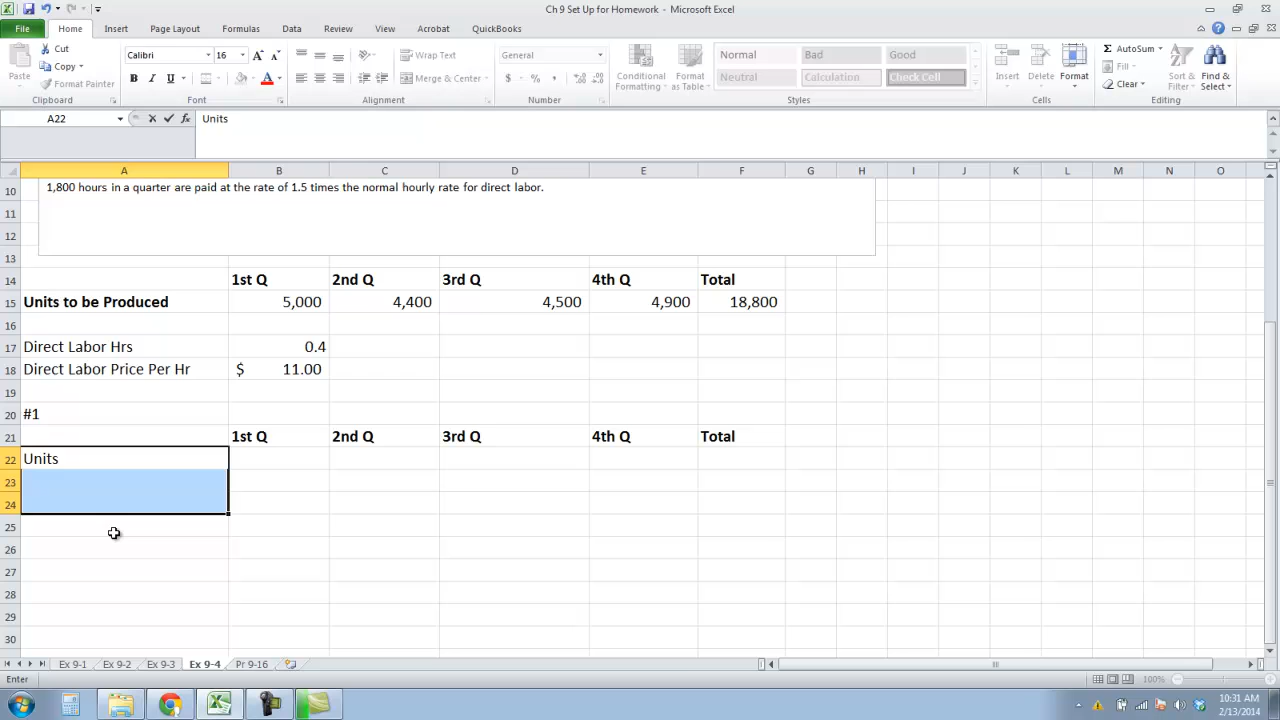 Ch 9 Set Up for Homework - Microsoft Excel
File Home Insert Page Layout Formulas Data Review View Acrobat QuickBooks
Paste Cut Copy Format Painter Clipboard
Calibri 16 A A B I U A Font
Wrap Text Merge & Center Alignment
General $ % , Number
Conditional Formatting Format as Table
Normal Bad Good
Neutral Calculation Check Cell
Styles
Insert Delete Format Cells
AutoSum Fill Clear Sort & Filter Find & Select Editing
A22 fx Units
A B C D E F G H I J K L M N O
10 1,800 hours in a quarter are paid at the rate of 1.5 times the normal hourly rate for direct labor.
11
12
13
14 1st Q 2nd Q 3rd Q 4th Q Total
15 Units to be Produced 5,000 4,400 4,500 4,900 18,800
16
17 Direct Labor Hrs 0.4
18 Direct Labor Price Per Hr $ 11.00
19
20 #1
21 1st Q 2nd Q 3rd Q 4th Q Total
22 Units
23
24
25
26
27
28
29
30
Ex 9-1 Ex 9-2 Ex 9-3 Ex 9-4 Pr 9-16
Enter 100%
10:31 AM
2/13/2014